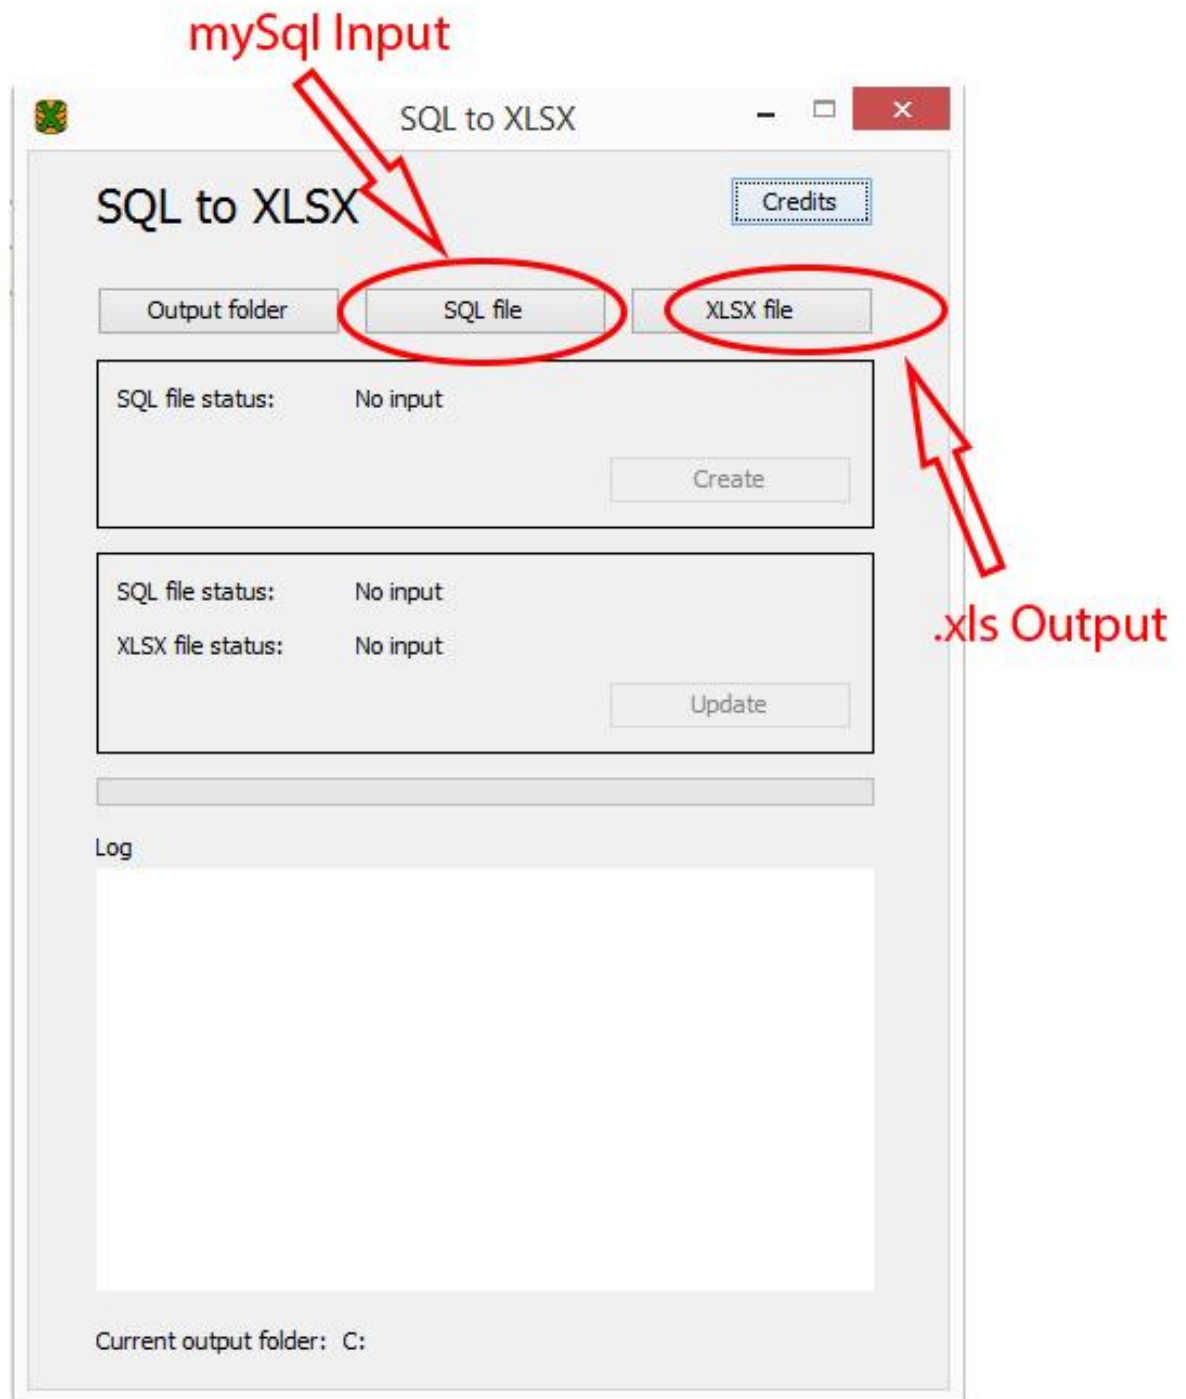 mySql Input
SQL to XLSX
SQL to XLSX
Credits
Output folder
SQL file
XLSX file
SQL file status: No input
Create
SQL file status: No input
XLSX file status: No input
Update
.xls Output
Log
Current output folder: C: